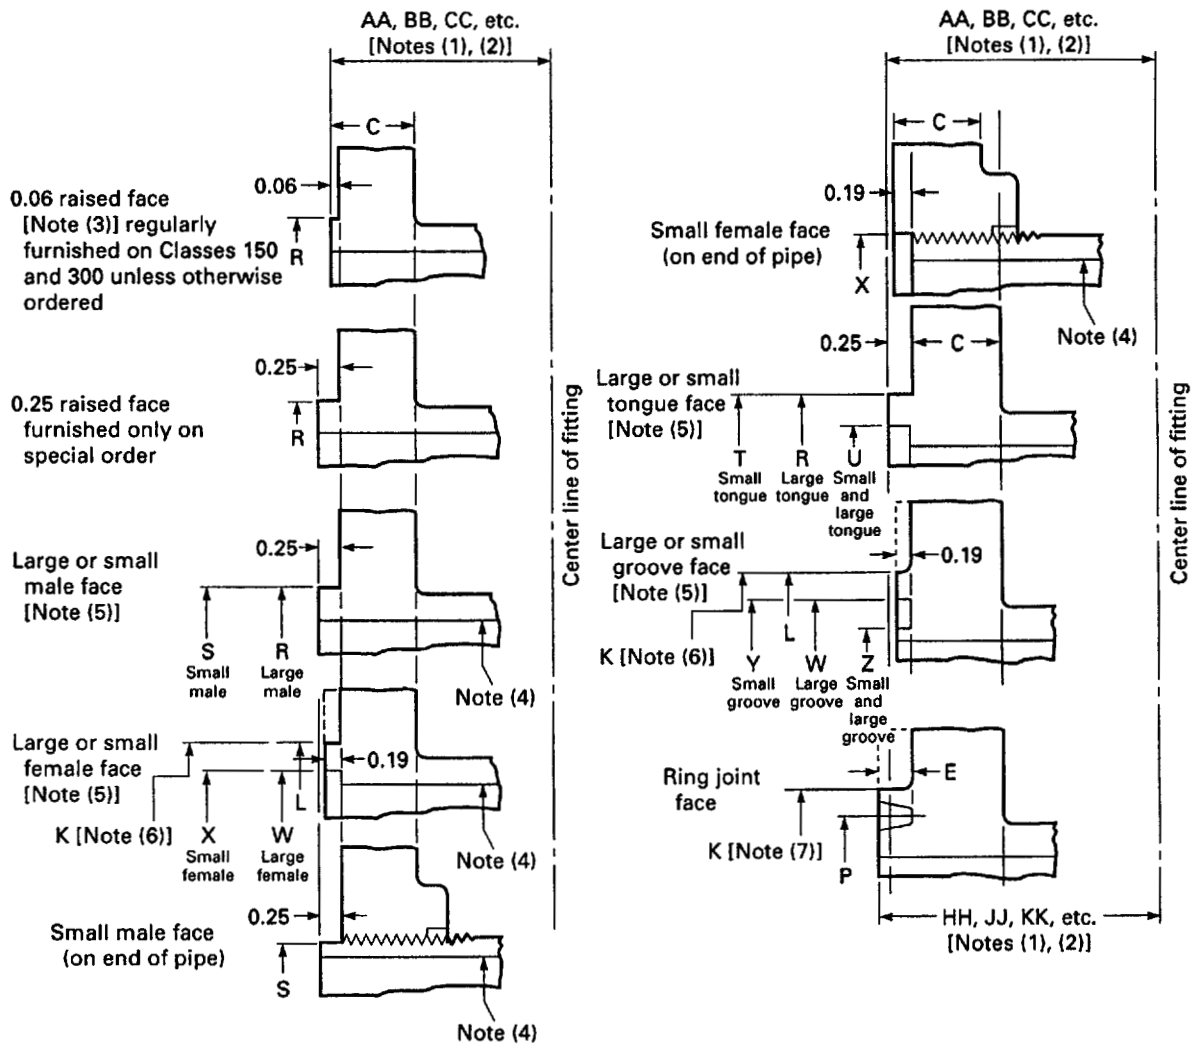 AA, BB, CC, etc.
[Notes (1), (2)]
C
0.06
0.06 raised face
[Note (3)] regularly
furnished on Classes 150
and 300 unless otherwise
ordered
R
0.25
0.25 raised face
furnished only on
special order
R
0.25
Large or small
male face
[Note (5)]
S
Small
male
R
Large
male
Note (4)
Large or small
female face
[Note (5)]
0.19
L
K [Note (6)]
X
Small
female
W
Large
female
Note (4)
0.25
Small male face
(on end of pipe)
S
Note (4)
Center line of fitting
AA, BB, CC, etc.
[Notes (1), (2)]
C
0.19
Small female face
(on end of pipe)
X
Note (4)
0.25
C
Large or small
tongue face
[Note (5)]
T
Small
tongue
R
Large
tongue
U
Small
and
large
tongue
Large or small
groove face
[Note (5)]
0.19
L
K [Note (6)]
Y
Small
groove
W
Large
groove
Z
Small
and
large
groove
Ring joint
face
E
K [Note (7)]
P
HH, JJ, KK, etc.
[Notes (1), (2)]
Center line of fitting